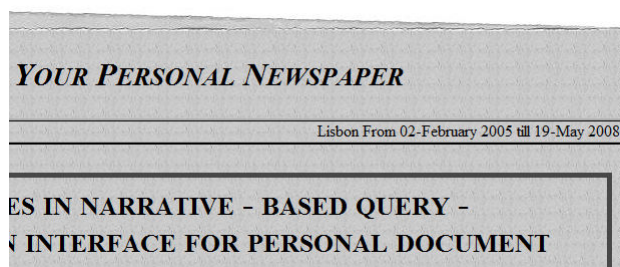 YOUR PERSONAL NEWSPAPER
Lisbon From 02-February 2005 till 19-May 2008
ES IN NARRATIVE - BASED QUERY -
INTERFACE FOR PERSONAL DOCUMENT